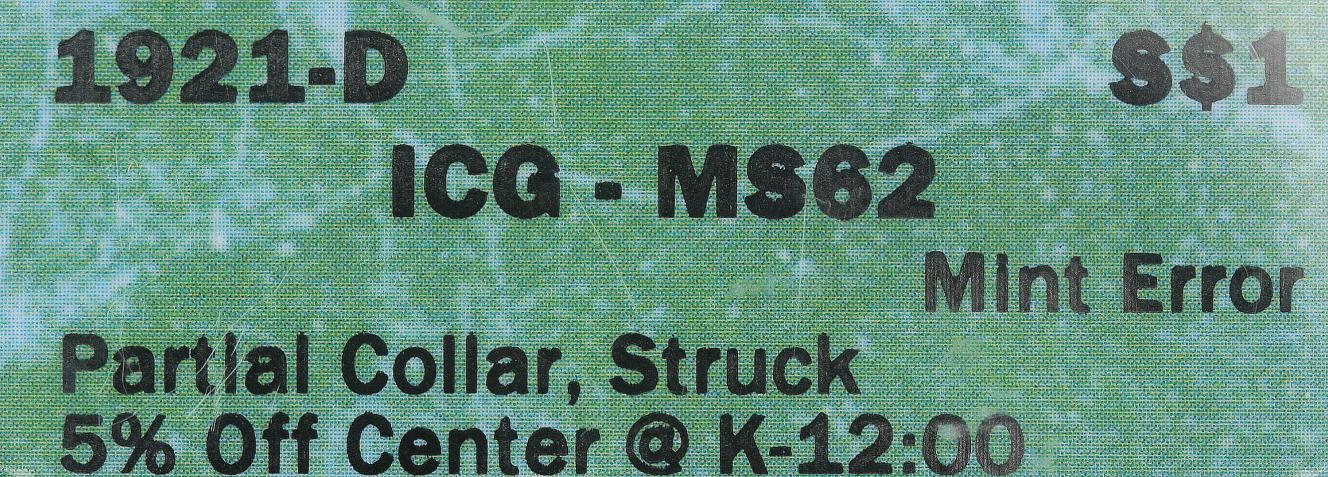 1921-D S$1
ICG - MS62
Mint Error
Partial Collar, Struck
5% Off Center @ K-12:00